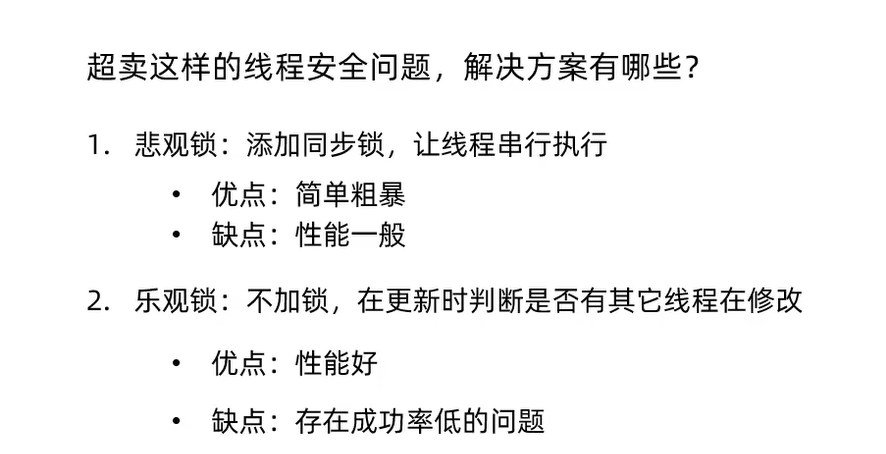 超卖这样的线程安全问题，解决方案有哪些？
1. 悲观锁：添加同步锁，让线程串行执行
• 优点：简单粗暴
• 缺点：性能一般
2. 乐观锁：不加锁，在更新时判断是否有其它线程在修改
• 优点：性能好
• 缺点：存在成功率低的问题